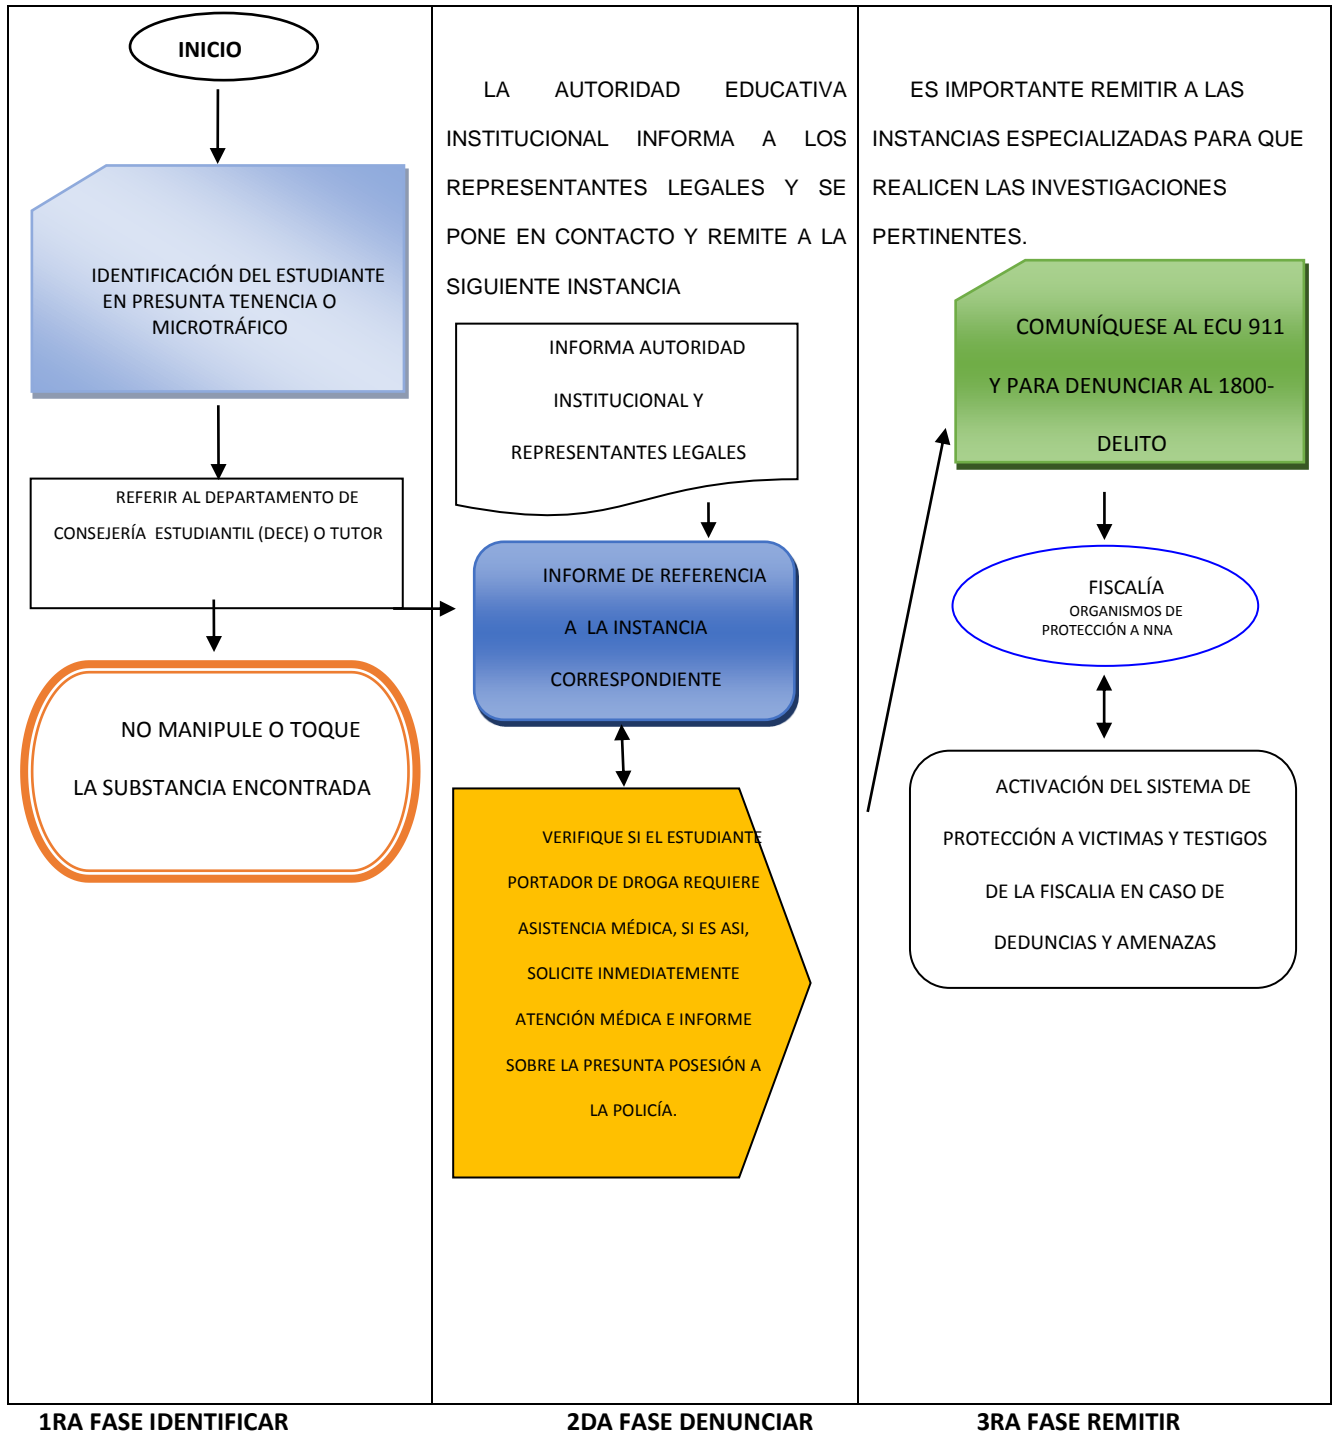 INICIO
IDENTIFICACIÓN DEL ESTUDIANTE
EN PRESUNTA TENENCIA O
MICROTRÁFICO
REFERIR AL DEPARTAMENTO DE
CONSEJERÍA ESTUDIANTIL (DECE) O TUTOR
NO MANIPULE O TOQUE
LA SUBSTANCIA ENCONTRADA
LA AUTORIDAD EDUCATIVA
INSTITUCIONAL INFORMA A LOS
REPRESENTANTES LEGALES Y SE
PONE EN CONTACTO Y REMITE A LA
SIGUIENTE INSTANCIA
INFORMA AUTORIDAD
INSTITUCIONAL Y
REPRESENTANTES LEGALES
INFORME DE REFERENCIA
A LA INSTANCIA
CORRESPONDIENTE
VERIFIQUE SI EL ESTUDIANTE
PORTADOR DE DROGA REQUIERE
ASISTENCIA MÉDICA, SI ES ASI,
SOLICITE INMEDIATEMENTE
ATENCIÓN MÉDICA E INFORME
SOBRE LA PRESUNTA POSESIÓN A
LA POLICÍA.
ES IMPORTANTE REMITIR A LAS
INSTANCIAS ESPECIALIZADAS PARA QUE
REALICEN LAS INVESTIGACIONES
PERTINENTES.
COMUNÍQUESE AL ECU 911
Y PARA DENUNCIAR AL 1800-
DELITO
FISCALÍA
ORGANISMOS DE
PROTECCIÓN A NNA
ACTIVACIÓN DEL SISTEMA DE
PROTECCIÓN A VICTIMAS Y TESTIGOS
DE LA FISCALIA EN CASO DE
DEDUNCIAS Y AMENAZAS
1RA FASE IDENTIFICAR
2DA FASE DENUNCIAR
3RA FASE REMITIR